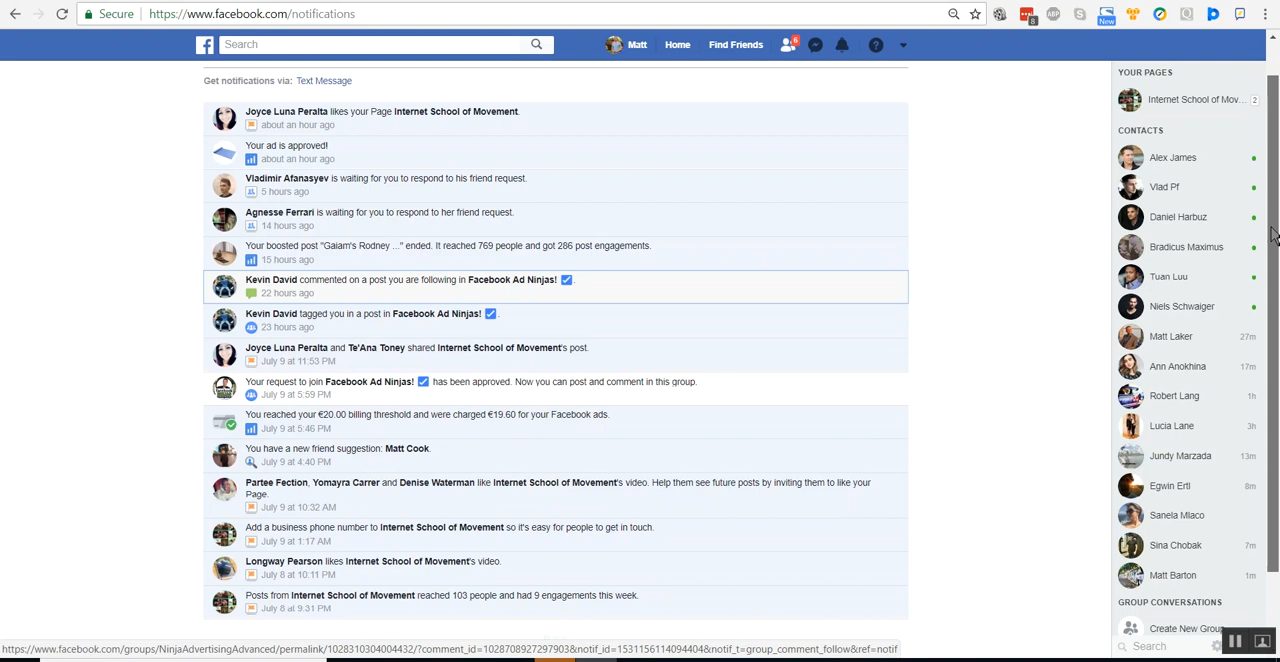 Secure
https://www.facebook.com/notifications
8
ABP
New
Search
Matt
Home
Find Friends
6
Get notifications via: Text Message
Joyce Luna Peralta likes your Page Internet School of Movement.
about an hour ago
Your ad is approved!
about an hour ago
Vladimir Afanasyev is waiting for you to respond to his friend request.
5 hours ago
Agnesse Ferrari is waiting for you to respond to her friend request.
14 hours ago
Your boosted post "Gaiam's Rodney ..." ended. It reached 769 people and got 286 post engagements.
15 hours ago
Kevin David commented on a post you are following in Facebook Ad Ninjas! ☑.
22 hours ago
Kevin David tagged you in a post in Facebook Ad Ninjas! ☑.
23 hours ago
Joyce Luna Peralta and Te'Ana Toney shared Internet School of Movement's post.
July 9 at 11:53 PM
Your request to join Facebook Ad Ninjas! ☑ has been approved. Now you can post and comment in this group.
July 9 at 5:59 PM
You reached your €20.00 billing threshold and were charged €19.60 for your Facebook ads.
July 9 at 5:46 PM
You have a new friend suggestion: Matt Cook.
July 9 at 4:40 PM
Partee Fection, Yomayra Carrer and Denise Waterman like Internet School of Movement's video. Help them see future posts by inviting them to like your
Page.
July 9 at 10:32 AM
Add a business phone number to Internet School of Movement so it's easy for people to get in touch.
July 9 at 1:17 AM
Longway Pearson likes Internet School of Movement's video.
July 8 at 10:11 PM
Posts from Internet School of Movement reached 103 people and had 9 engagements this week.
July 8 at 9:31 PM
YOUR PAGES
Internet School of Mov... 2
CONTACTS
Alex James
Vlad Pf
Daniel Harbuz
Bradicus Maximus
Tuan Luu
Niels Schwaiger
Matt Laker 27m
Ann Anokhina 17m
Robert Lang 1h
Lucia Lane 3h
Jundy Marzada 13m
Egwin Ertl 8m
Sanela Mlaco
Sina Chobak 7m
Matt Barton 1m
GROUP CONVERSATIONS
Create New Group
Search
https://www.facebook.com/groups/NinjaAdvertisingAdvanced/permalink/1028310304004432/?comment_id=1028708927297903&notif_id=1531156114094404&notif_t=group_comment_follow&ref=notif